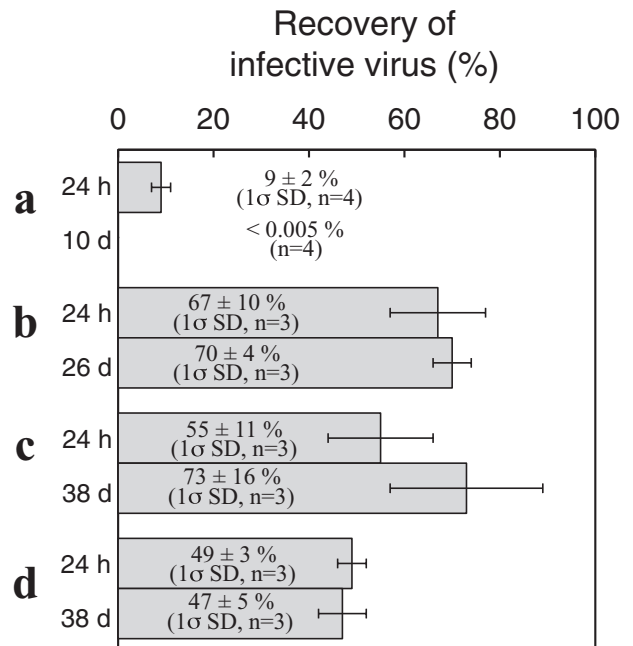 Recovery of
infective virus (%)
0 20 40 60 80 100
a
24 h
9 ± 2 %
(1σ SD, n=4)
10 d
< 0.005 %
(n=4)
b
24 h
67 ± 10 %
(1σ SD, n=3)
26 d
70 ± 4 %
(1σ SD, n=3)
c
24 h
55 ± 11 %
(1σ SD, n=3)
38 d
73 ± 16 %
(1σ SD, n=3)
d
24 h
49 ± 3 %
(1σ SD, n=3)
38 d
47 ± 5 %
(1σ SD, n=3)